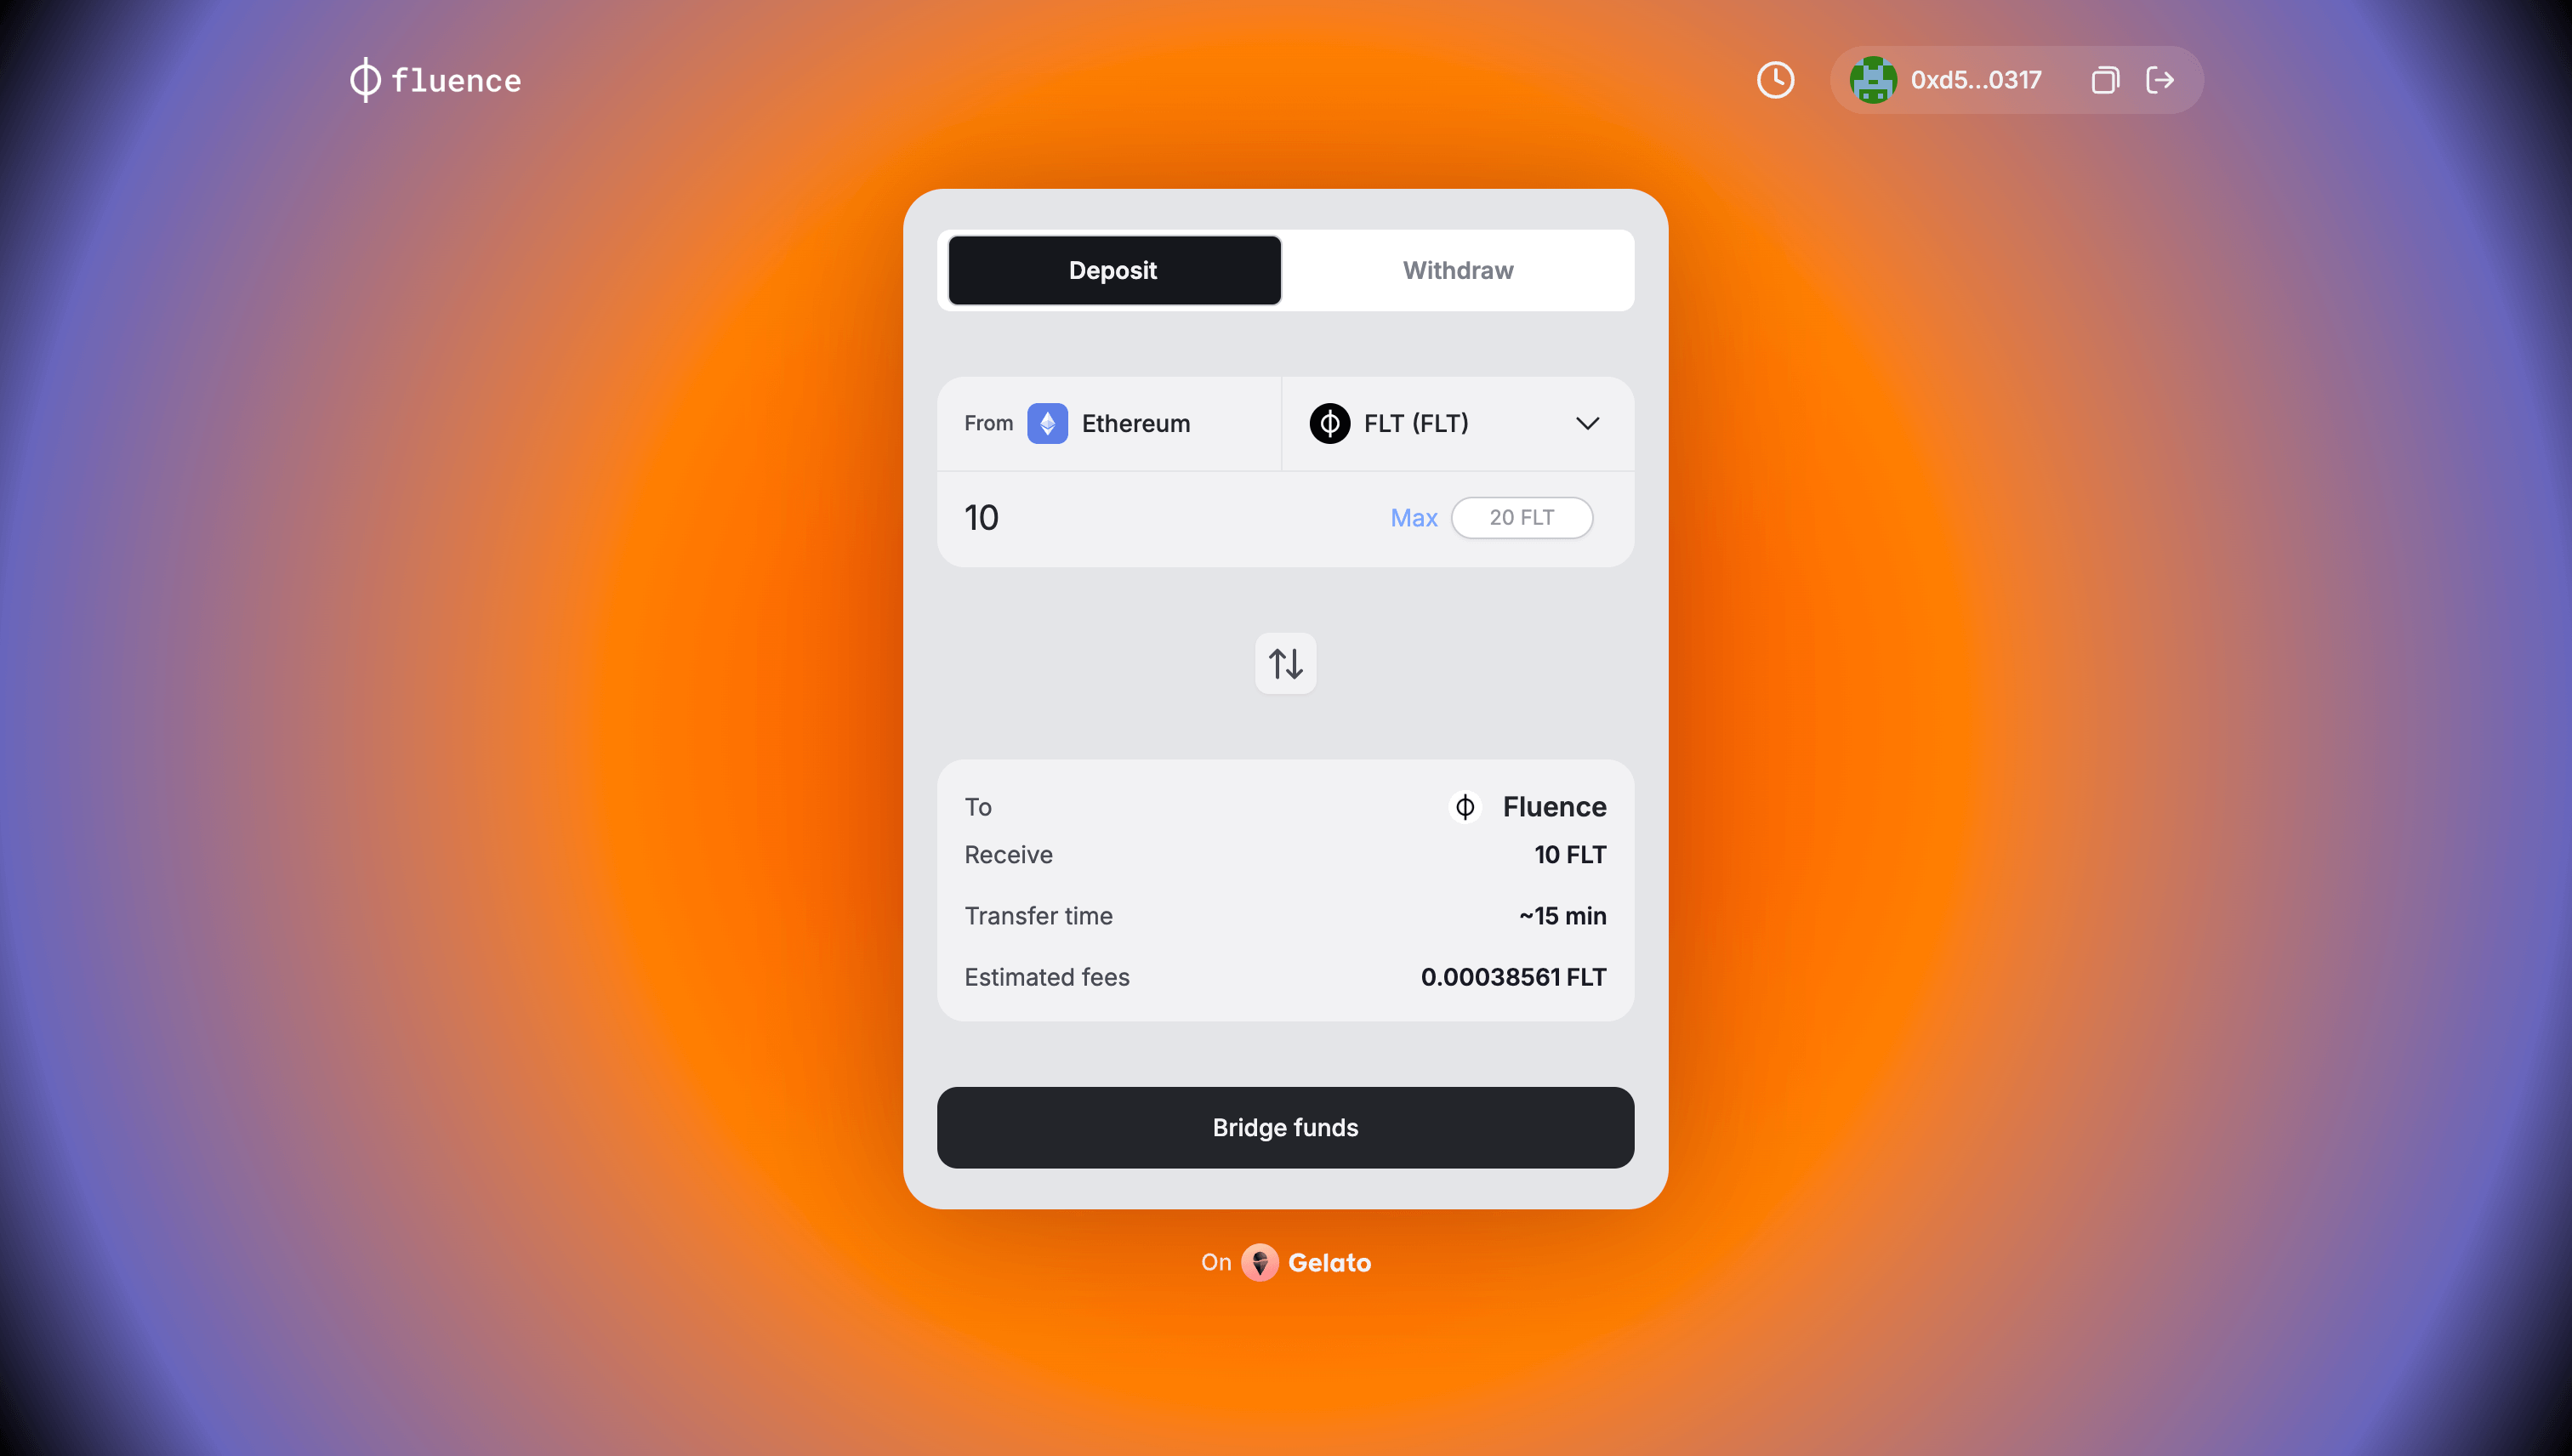 fluence
0xd5...0317
Deposit
Withdraw
From Ethereum
FLT (FLT)
10
Max 20 FLT
To Fluence
Receive 10 FLT
Transfer time ~15 min
Estimated fees 0.00038561 FLT
Bridge funds
On Gelato